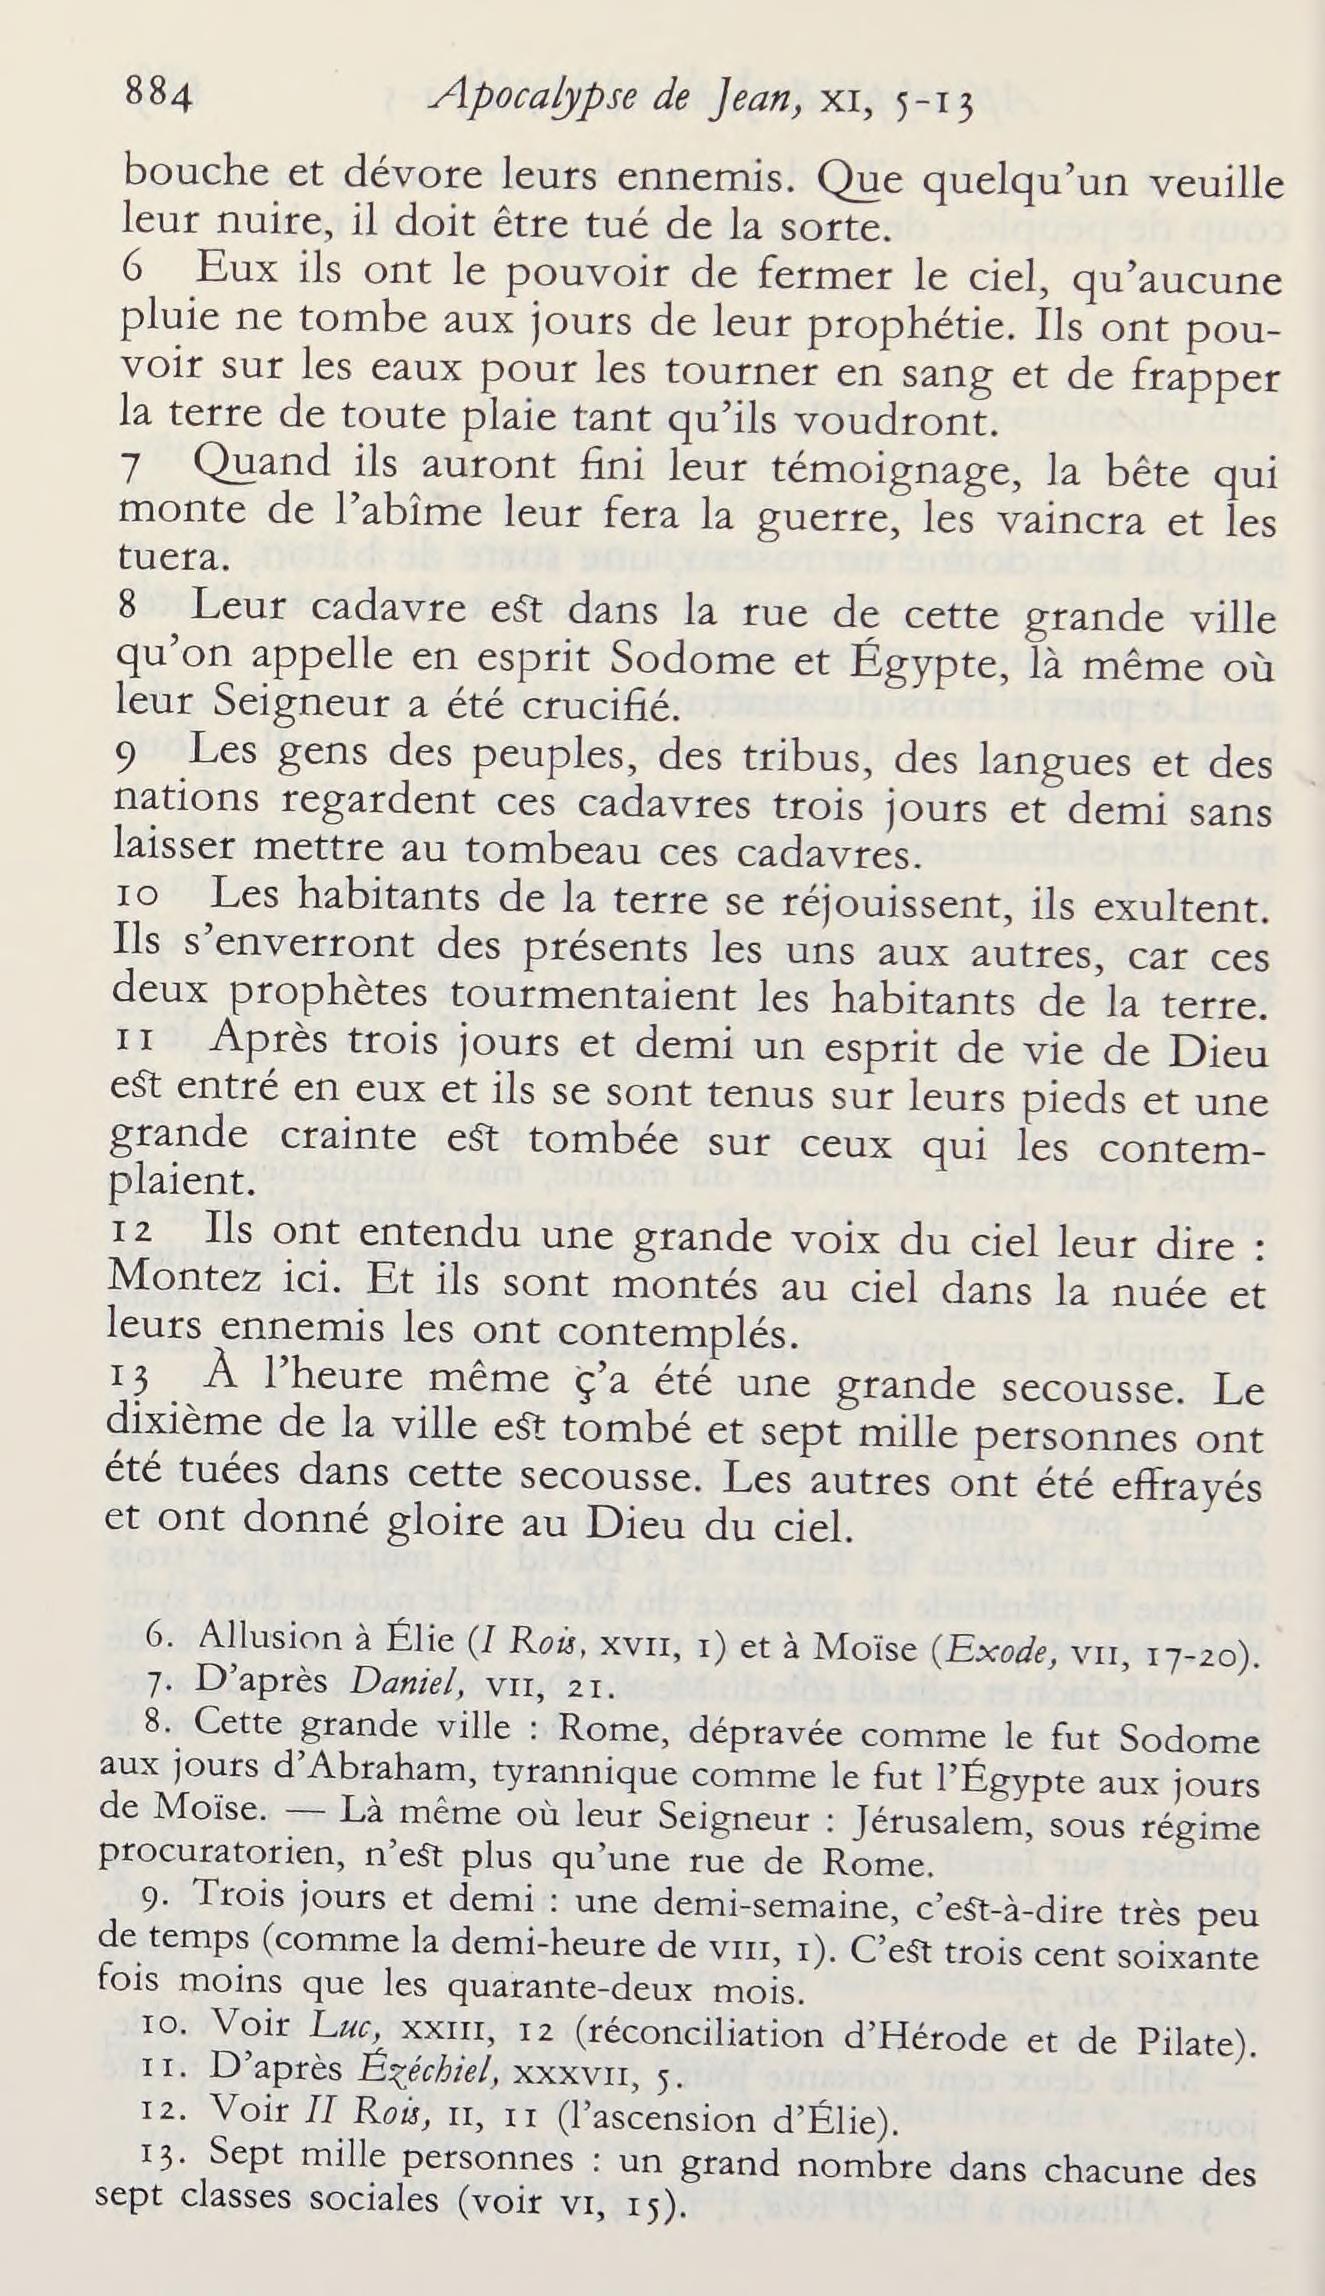 884 Apocalypse de Jean, XI, 5-13
bouche et dévore leurs ennemis. Que quelqu'un veuille
leur nuire, il doit être tué de la sorte.
6 Eux ils ont le pouvoir de fermer le ciel, qu'aucune
pluie ne tombe aux jours de leur prophétie. Ils ont pou-
voir sur les eaux pour les tourner en sang et de frapper
la terre de toute plaie tant qu'ils voudront.
7 Quand ils auront fini leur témoignage, la bête qui
monte de l'abîme leur fera la guerre, les vaincra et les
tuera.
8 Leur cadavre est dans la rue de cette grande ville
qu'on appelle en esprit Sodome et Égypte, là même où
leur Seigneur a été crucifié.
9 Les gens des peuples, des tribus, des langues et des
nations regardent ces cadavres trois jours et demi sans
laisser mettre au tombeau ces cadavres.
10 Les habitants de la terre se réjouissent, ils exultent.
Ils s'enverront des présents les uns aux autres, car ces
deux prophètes tourmentaient les habitants de la terre.
11 Après trois jours et demi un esprit de vie de Dieu
est entré en eux et ils se sont tenus sur leurs pieds et une
grande crainte est tombée sur ceux qui les contem-
plaient.
12 Ils ont entendu une grande voix du ciel leur dire :
Montez ici. Et ils sont montés au ciel dans la nuée et
leurs ennemis les ont contemplés.
13 À l'heure même ç'a été une grande secousse. Le
dixième de la ville est tombé et sept mille personnes ont
été tuées dans cette secousse. Les autres ont été effrayés
et ont donné gloire au Dieu du ciel.
6. Allusion à Élie (I Rois, XVII, 1) et à Moïse (Exode, VII, 17-20).
7. D'après Daniel, VII, 21.
8. Cette grande ville : Rome, dépravée comme le fut Sodome
aux jours d'Abraham, tyrannique comme le fut l'Égypte aux jours
de Moïse. — Là même où leur Seigneur : Jérusalem, sous régime
procuratorien, n'est plus qu'une rue de Rome.
9. Trois jours et demi : une demi-semaine, c'est-à-dire très peu
de temps (comme la demi-heure de VIII, 1). C'est trois cent soixante
fois moins que les quarante-deux mois.
10. Voir Luc, XXIII, 12 (réconciliation d'Hérode et de Pilate).
11. D'après Ézéchiel, XXXVII, 5.
12. Voir II Rois, II, 11 (l'ascension d'Élie).
13. Sept mille personnes : un grand nombre dans chacune des
sept classes sociales (voir VI, 15).